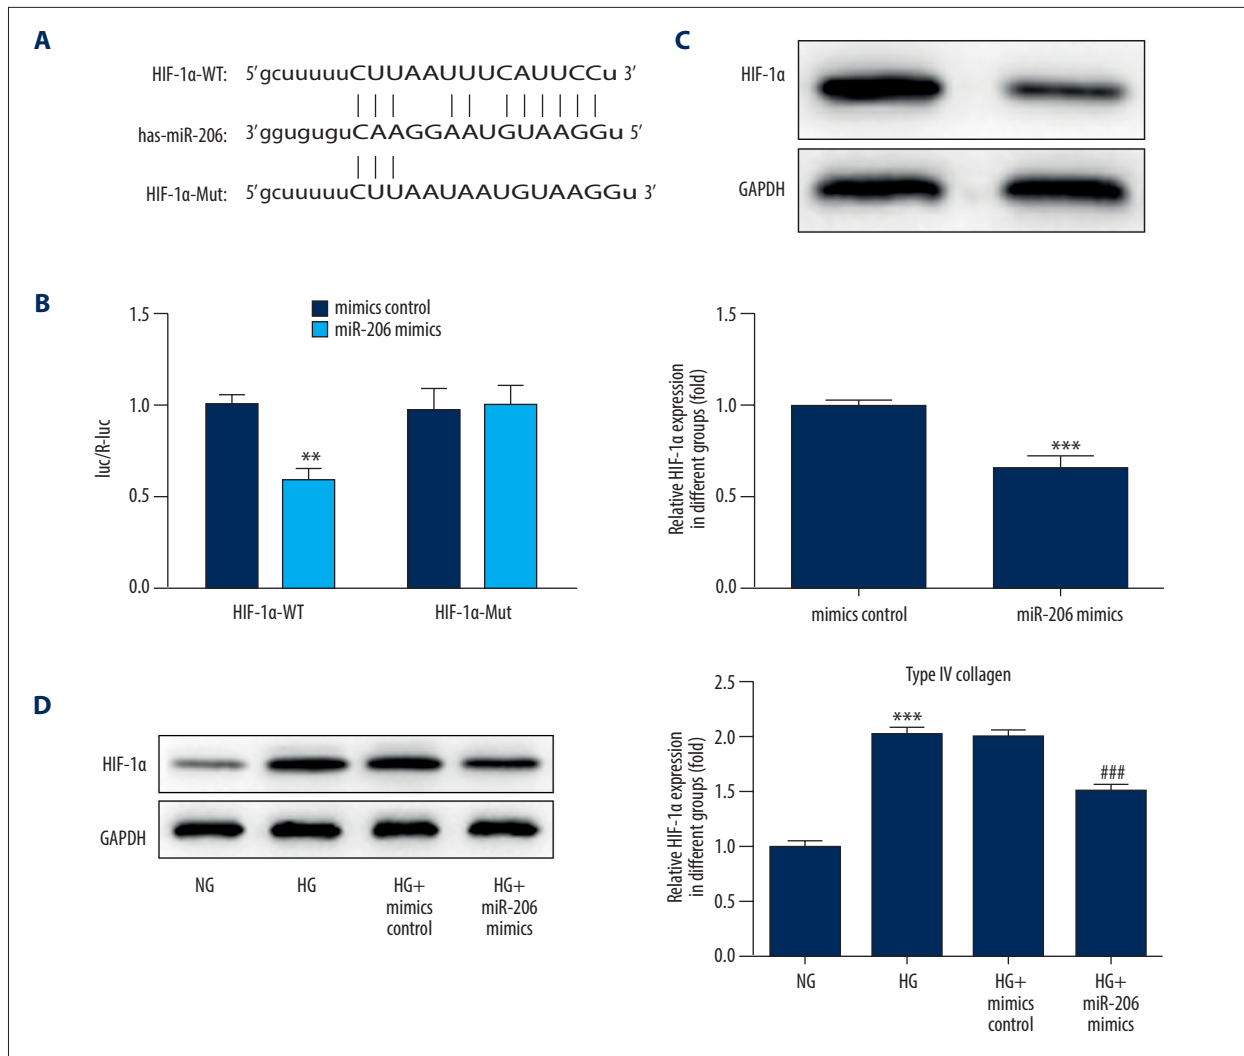 A
HIF-1α-WT: 5′gcuuuuuCUUAAUUUCAUUCCu 3′
has-miR-206: 3′gguguguCAAGGAAUGUAAGGu 5′
HIF-1α-Mut: 5′gcuuuuuCUUAAUAAUGUAAGGu 3′
C
HIF-1α
GAPDH
B
mimics control
miR-206 mimics
luc/R-luc
1.5
1.0
0.5
0.0
**
HIF-1α-WT
HIF-1α-Mut
Relative HIF-1α expression
in different groups (fold)
1.5
1.0
0.5
0.0
***
mimics control
miR-206 mimics
D
HIF-1α
GAPDH
NG
HG
HG+
mimics
control
HG+
miR-206
mimics
Type IV collagen
Relative HIF-1α expression
in different groups (fold)
2.5
2.0
1.5
1.0
0.5
0.0
***
###
NG
HG
HG+
mimics
control
HG+
miR-206
mimics